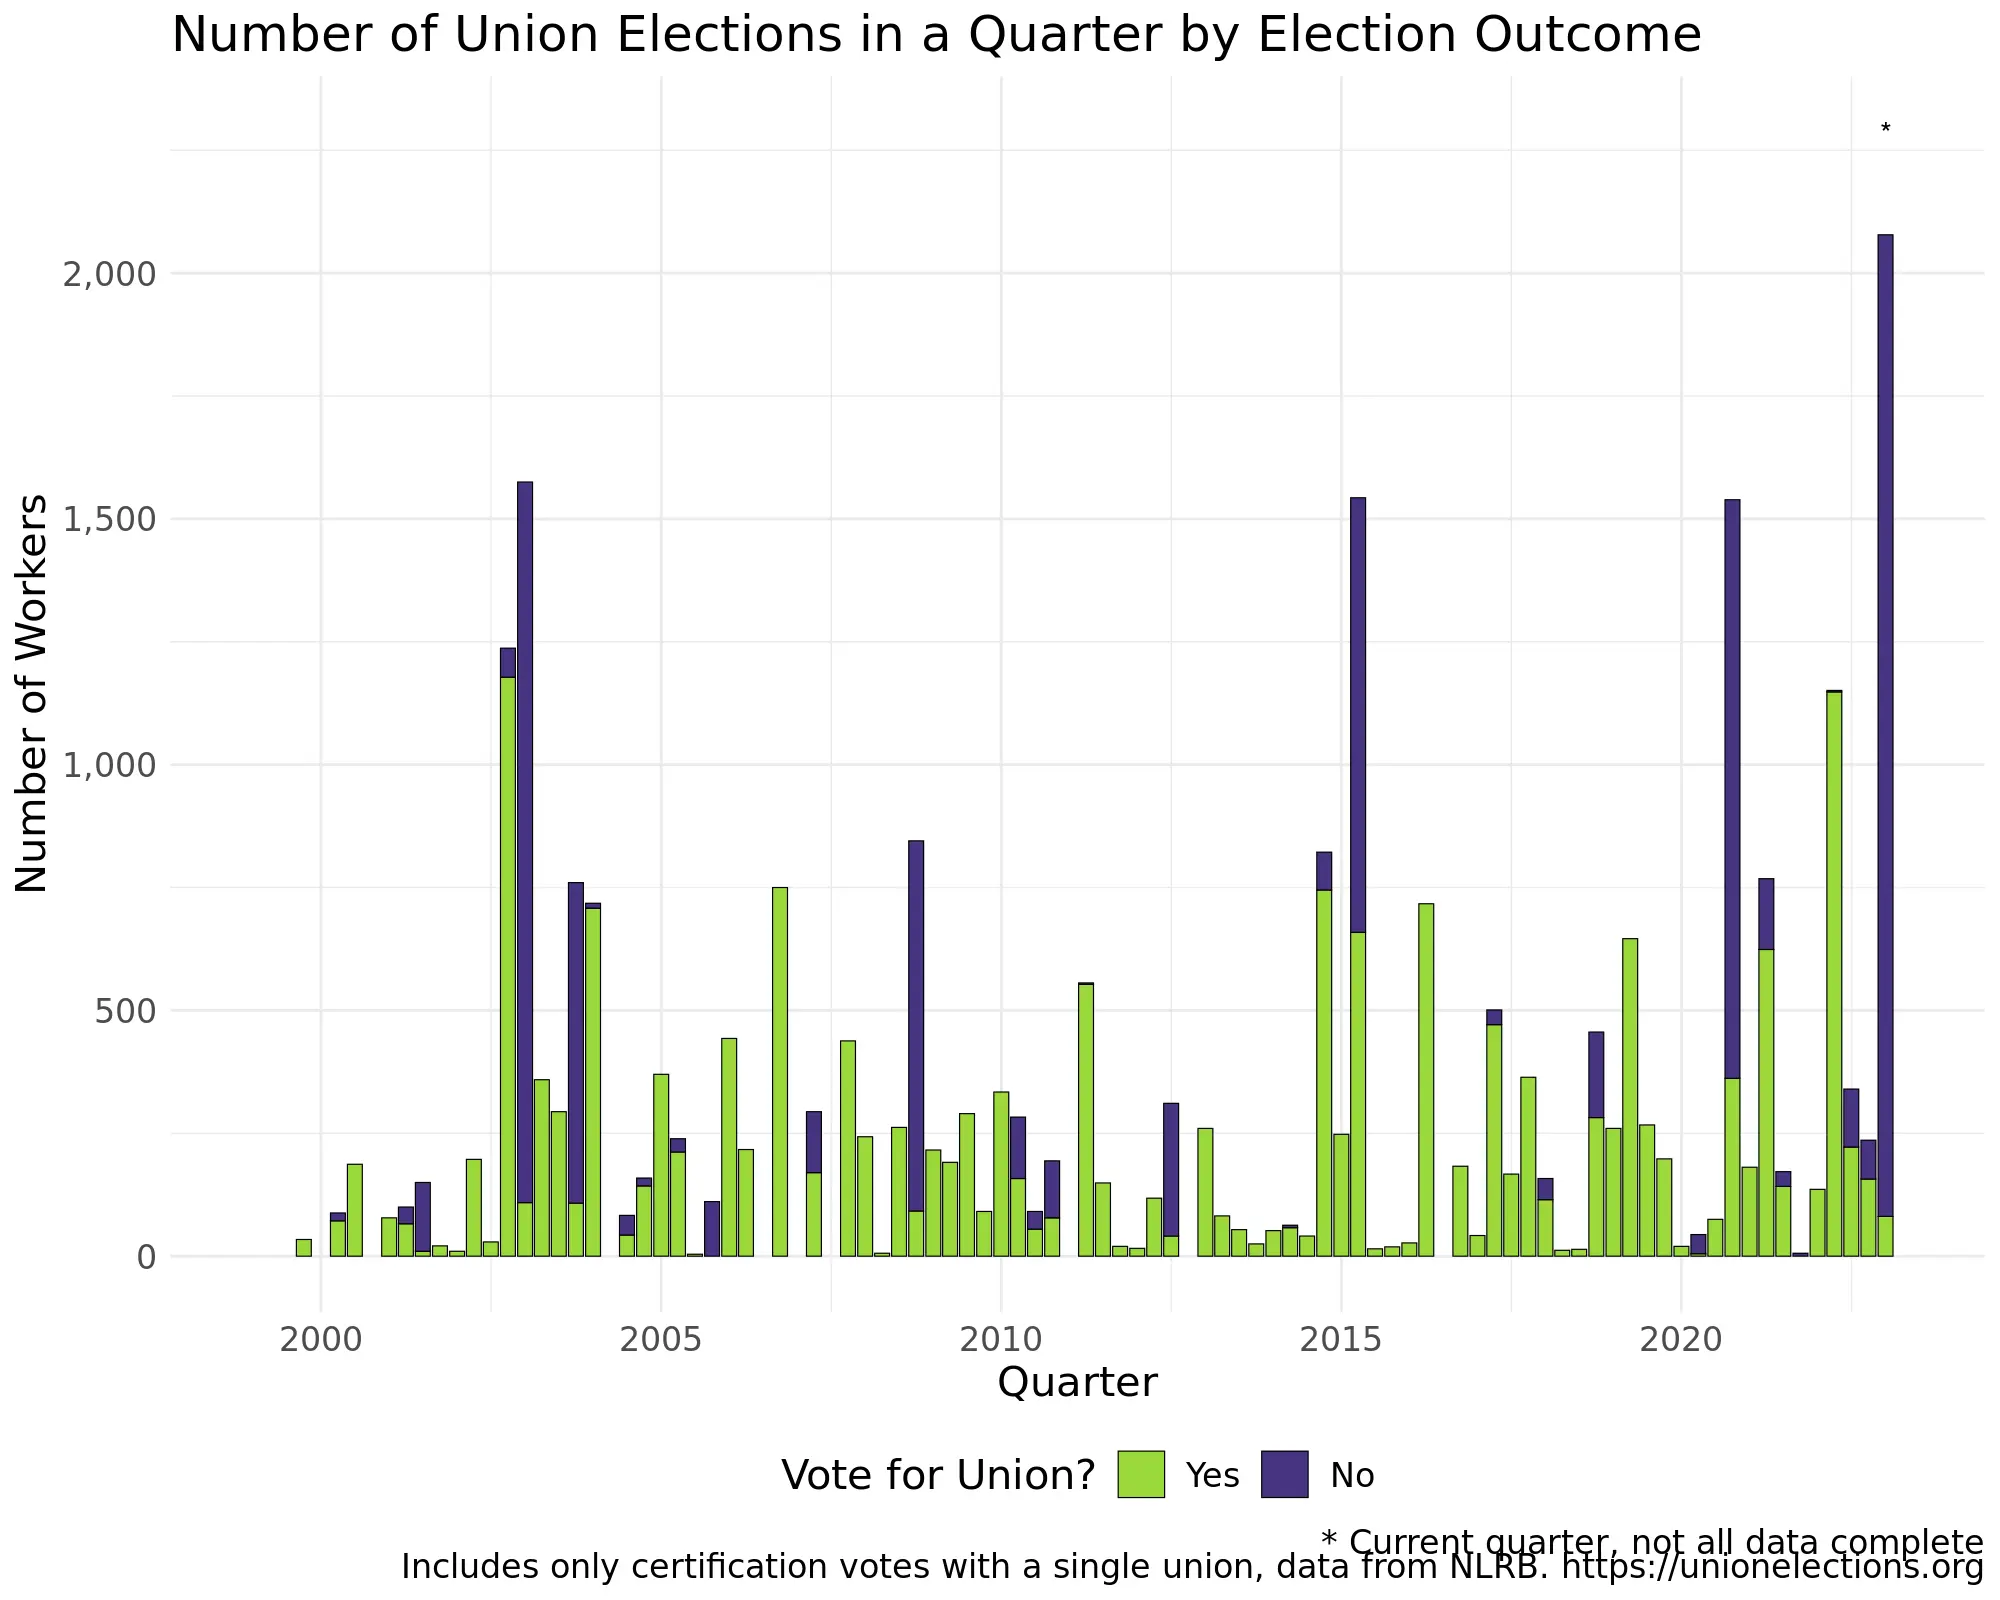 Number of Union Elections in a Quarter by Election Outcome
*
2,000
1,500
1,000
500
0
Number of Workers
2000 2005 2010 2015 2020
Quarter
Vote for Union? Yes No
* Current quarter, not all data complete
Includes only certification votes with a single union, data from NLRB. https://unionelections.org